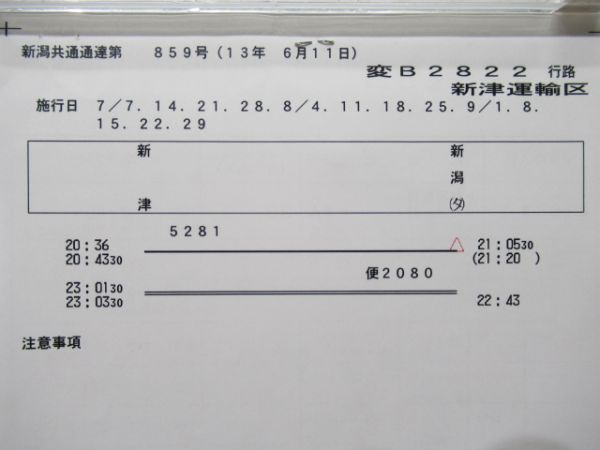 新潟共通通達第　８５９号（１３年　６月１１日）
変Ｂ２８２２ 行路
新津運輸区
施行日　７／７．１４．２１．２８．８／４．１１．１８．２５．９／１．８．
１５．２２．２９
新津　新潟(タ)
５２８１
20：36　21：0530
20：4330　(21：20　)
便２０８０
23：0130
23：0330　22：43
注意事項